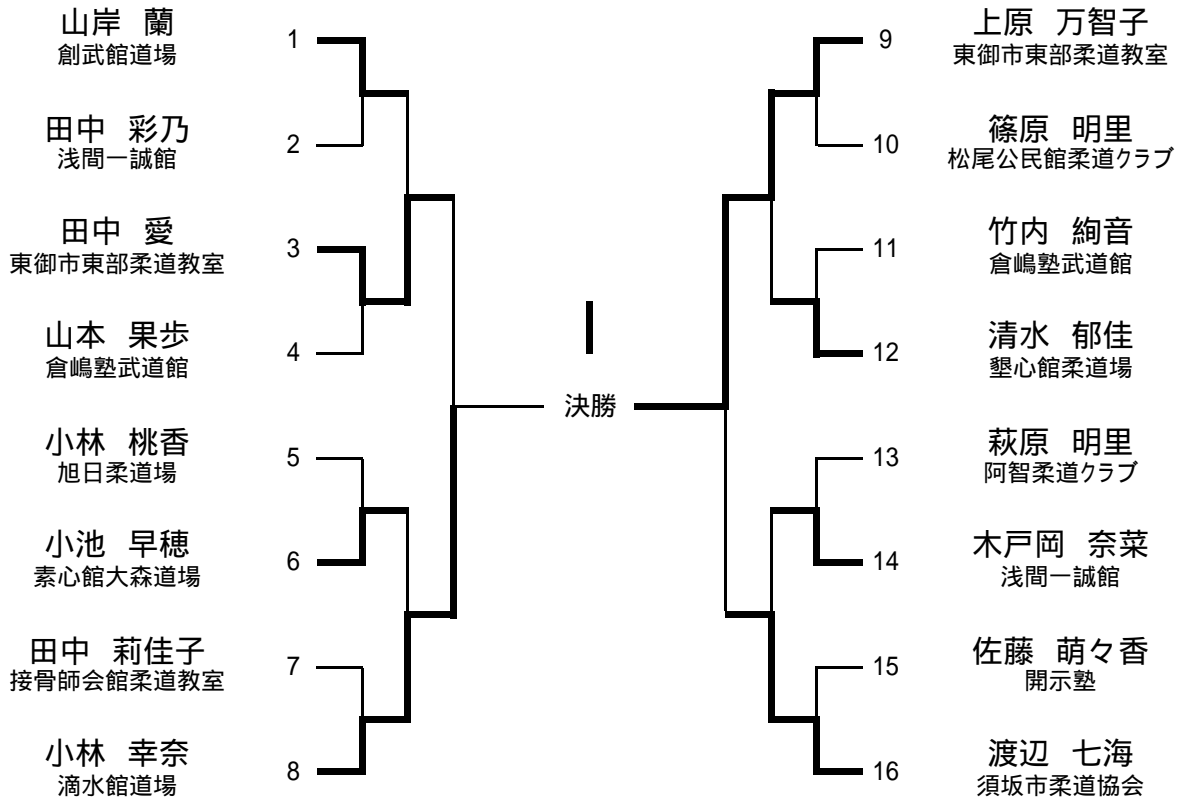 山岸 蘭
創武館道場
1
田中 彩乃
浅間一誠館
2
田中 愛
東御市東部柔道教室
3
山本 果歩
倉嶋塾武道館
4
小林 桃香
旭日柔道場
5
小池 早穂
素心館大森道場
6
田中 莉佳子
接骨師会館柔道教室
7
小林 幸奈
滴水館道場
8
決勝
9
上原 万智子
東御市東部柔道教室
10
篠原 明里
松尾公民館柔道クラブ
11
竹内 絢音
倉嶋塾武道館
12
清水 郁佳
墾心館柔道場
13
萩原 明里
阿智柔道クラブ
14
木戸岡 奈菜
浅間一誠館
15
佐藤 萌々香
開示塾
16
渡辺 七海
須坂市柔道協会